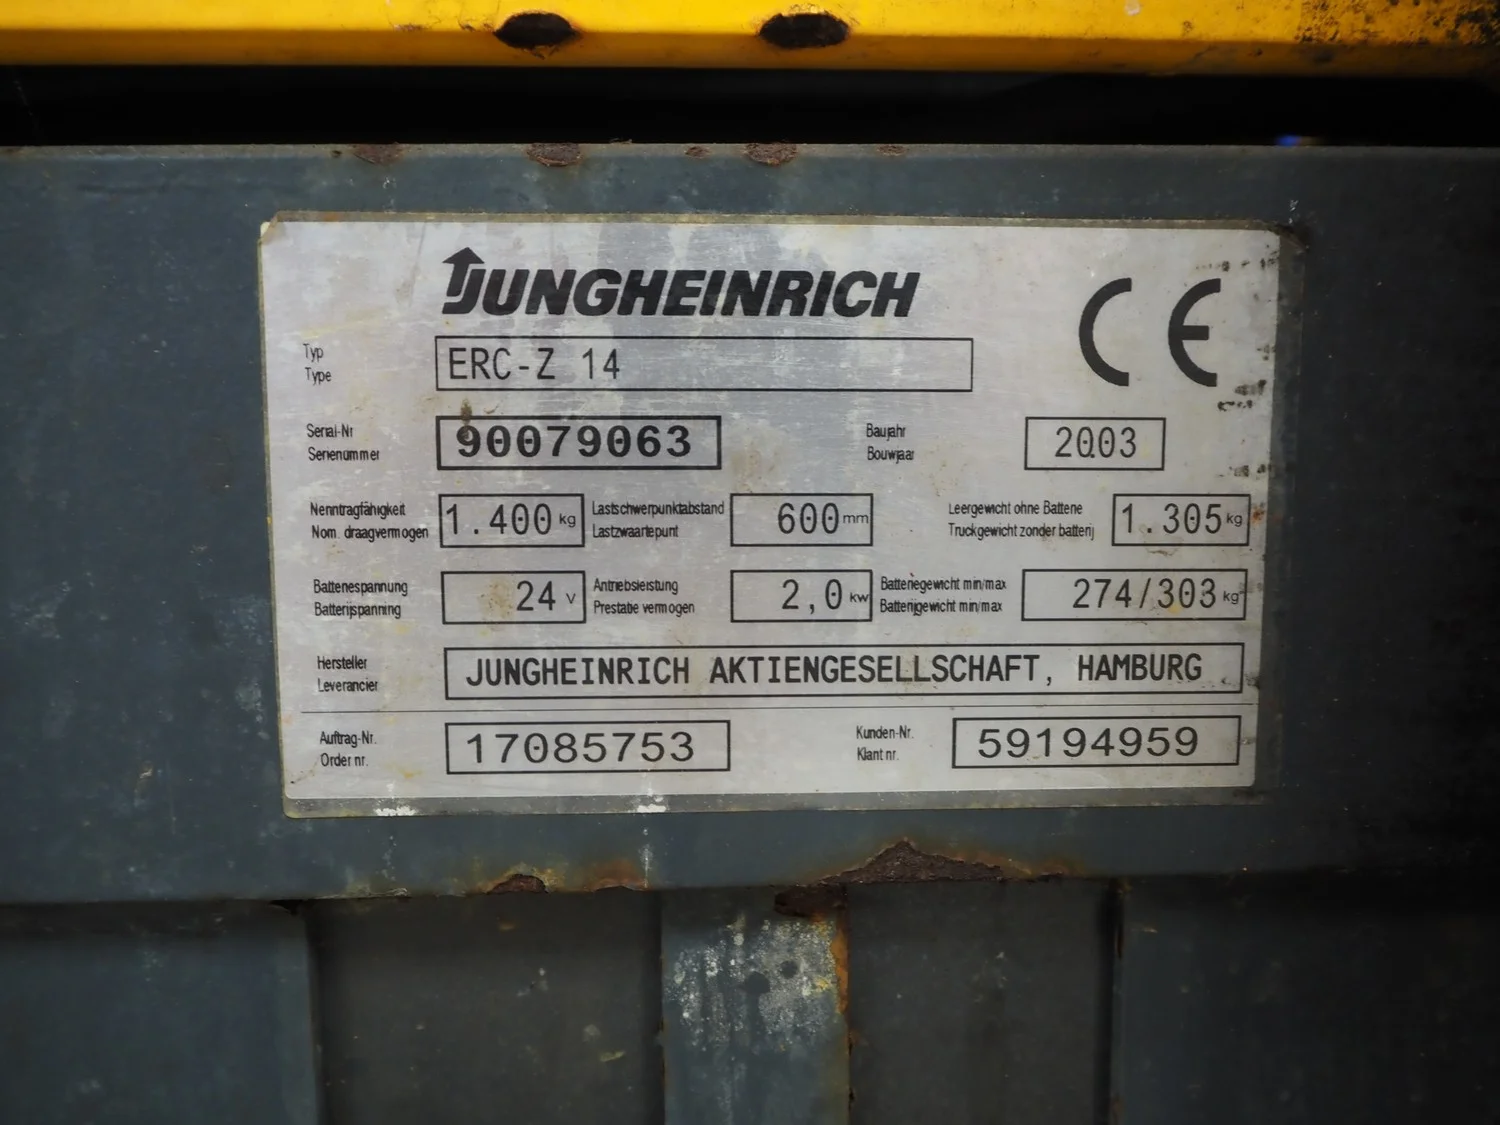 JUNGHEINRICH
CE
Typ
Type
ERC-Z 14
Serial-Nr
Serienummer
90079063
Baujahr
Bouwjaar
2003
Nenntragfähigkeit
Nom. draagvermogen
1.400 kg
Lastschwerpunktabstand
Lastzwaartepunt
600 mm
Leergewicht ohne Batterie
Truckgewicht zonder batterij
1.305 kg
Batteriespannung
Batterijspanning
24 V
Antriebsleistung
Prestatie vermogen
2,0 kw
Batteriegewicht min/max
Batterijgewicht min/max
274/303 kg
Hersteller
Leverancier
JUNGHEINRICH AKTIENGESELLSCHAFT, HAMBURG
Auftrag-Nr.
Order nr.
17085753
Kunden-Nr.
Klant nr.
59194959